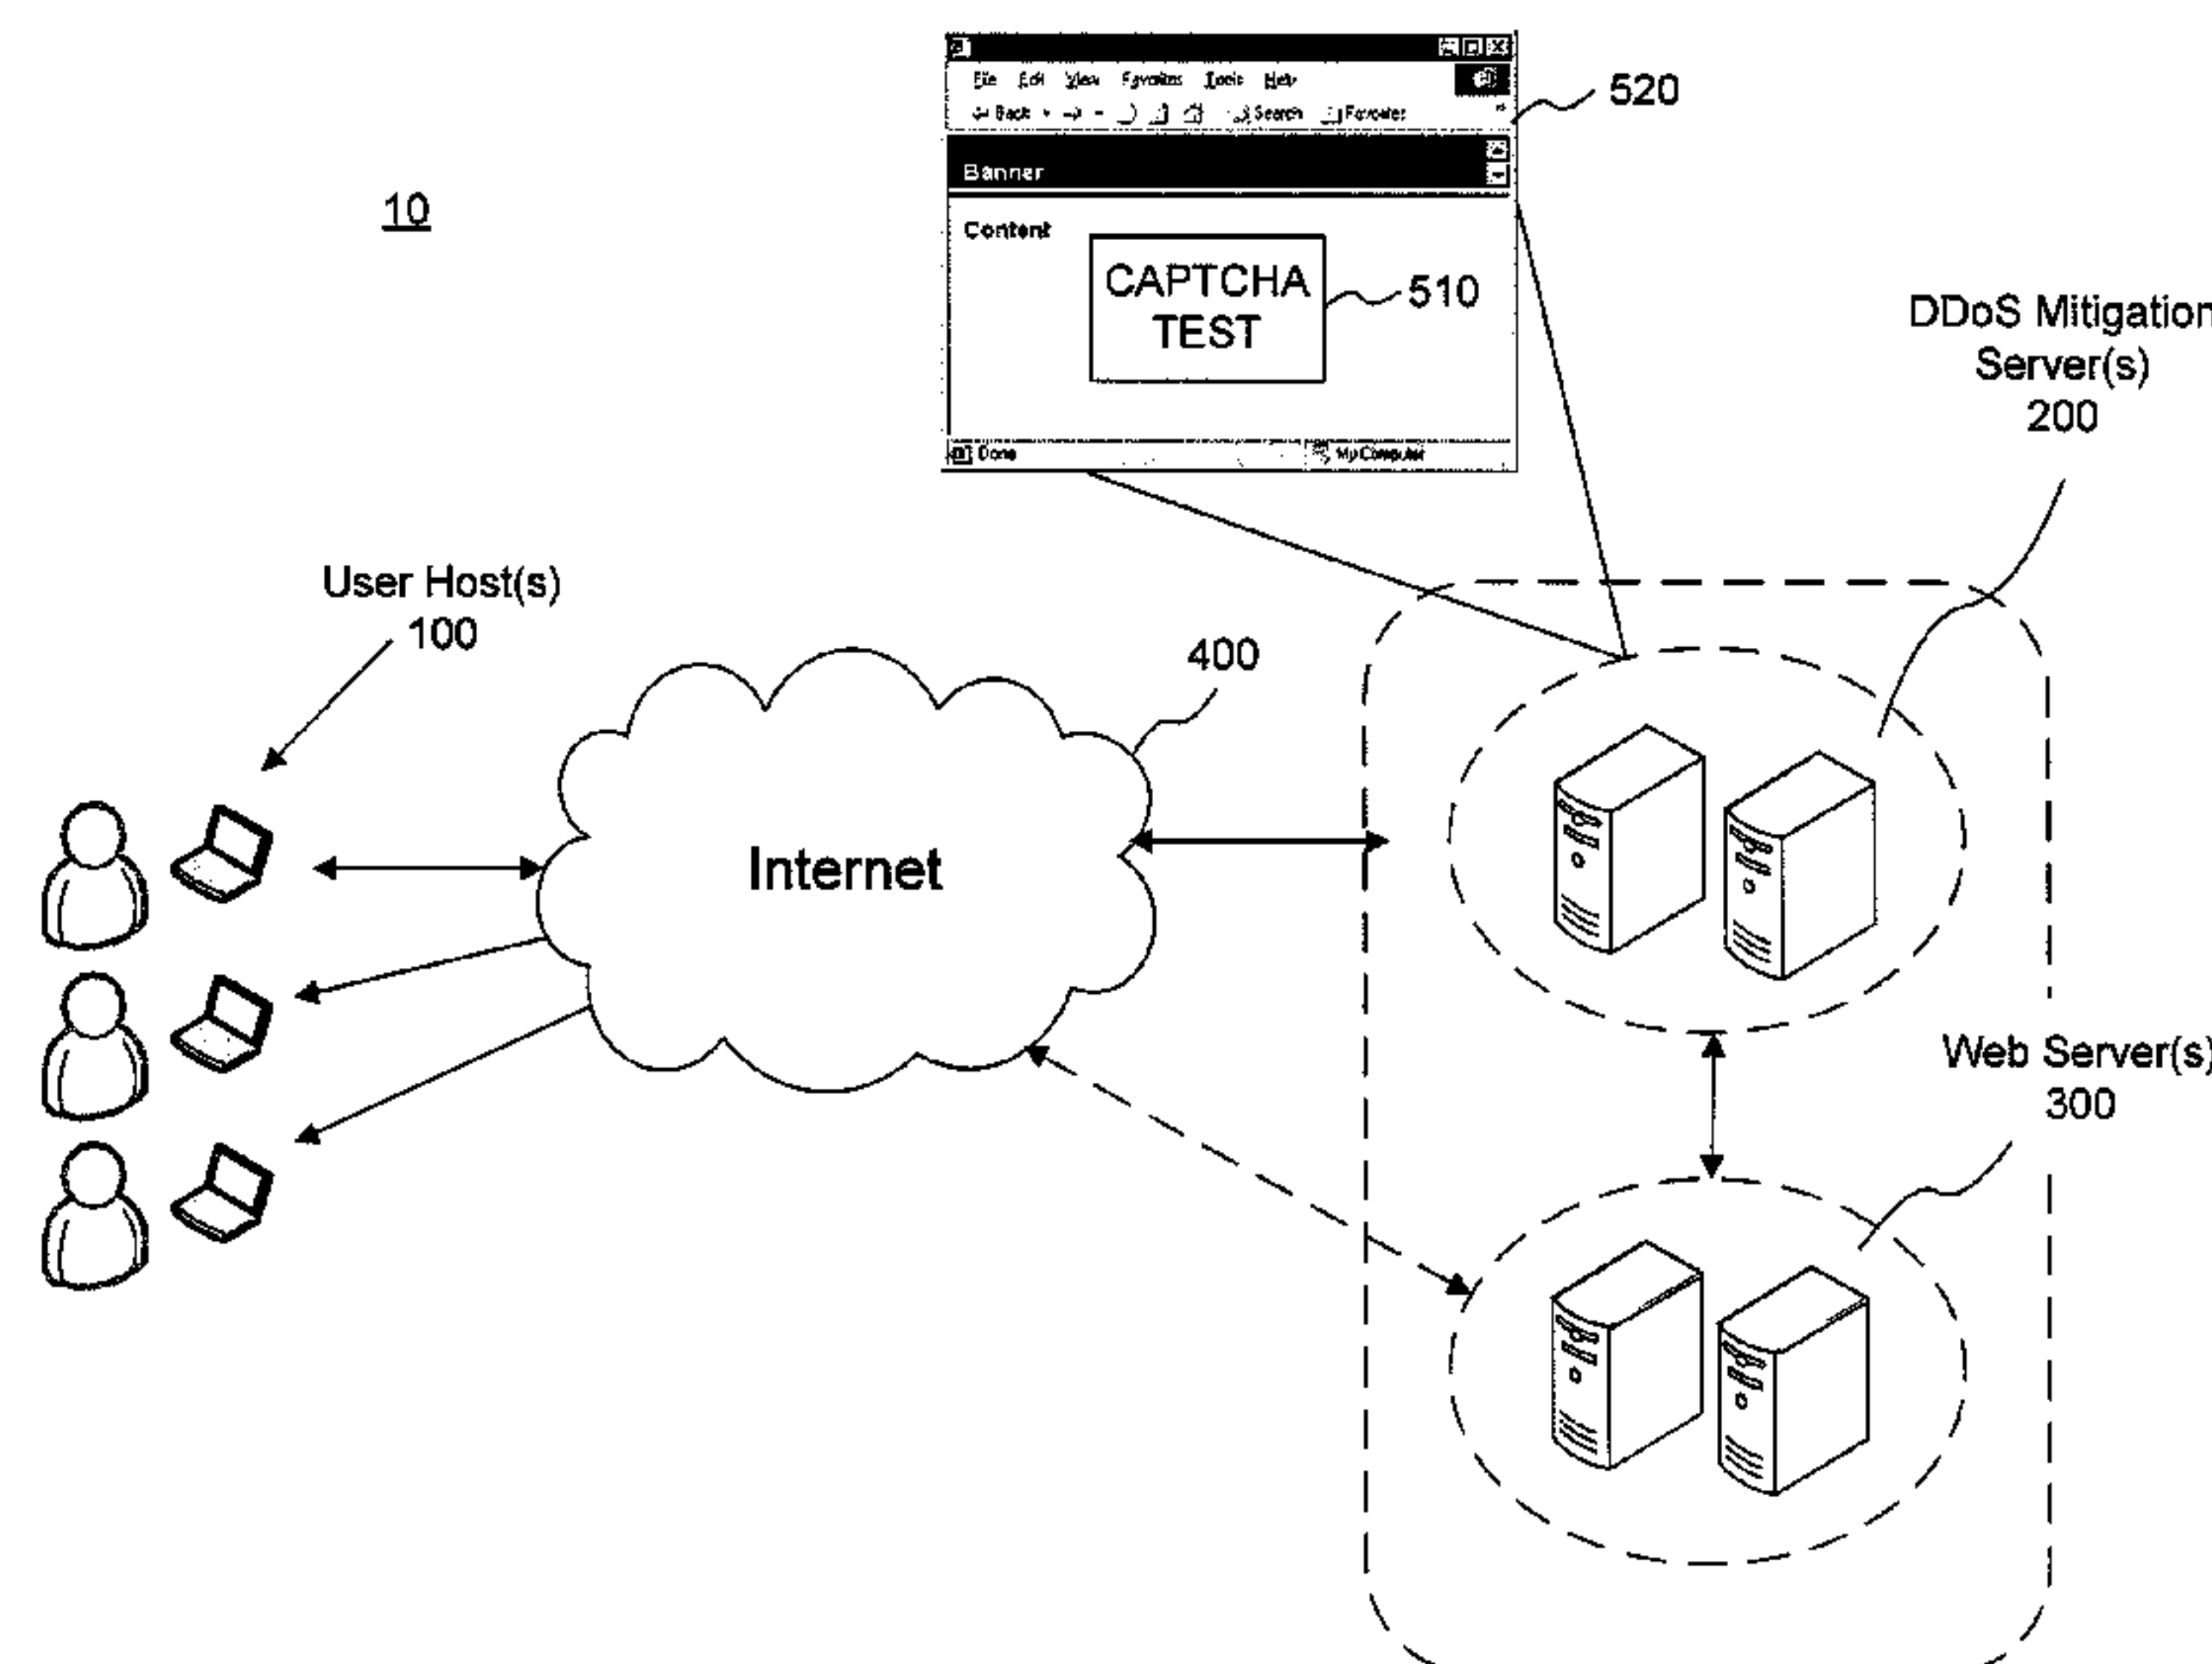 File Edit View Favorites Tools Help
Back Search Favorites
520
Banner
10
Content
CAPTCHA
TEST
510
DDoS Mitigation
Server(s)
200
Done My Computer
User Host(s)
100
400
Internet
Web Server(s)
300